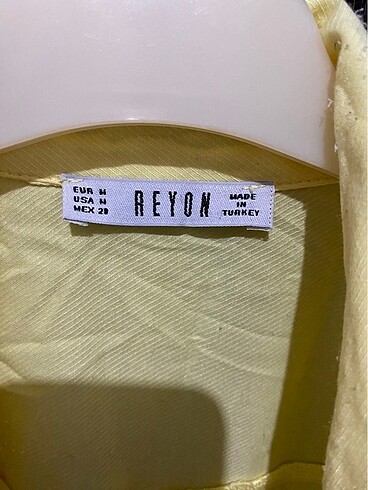 EUR M
USA M
MEX 28
REYON
MADE
IN
TURKEY